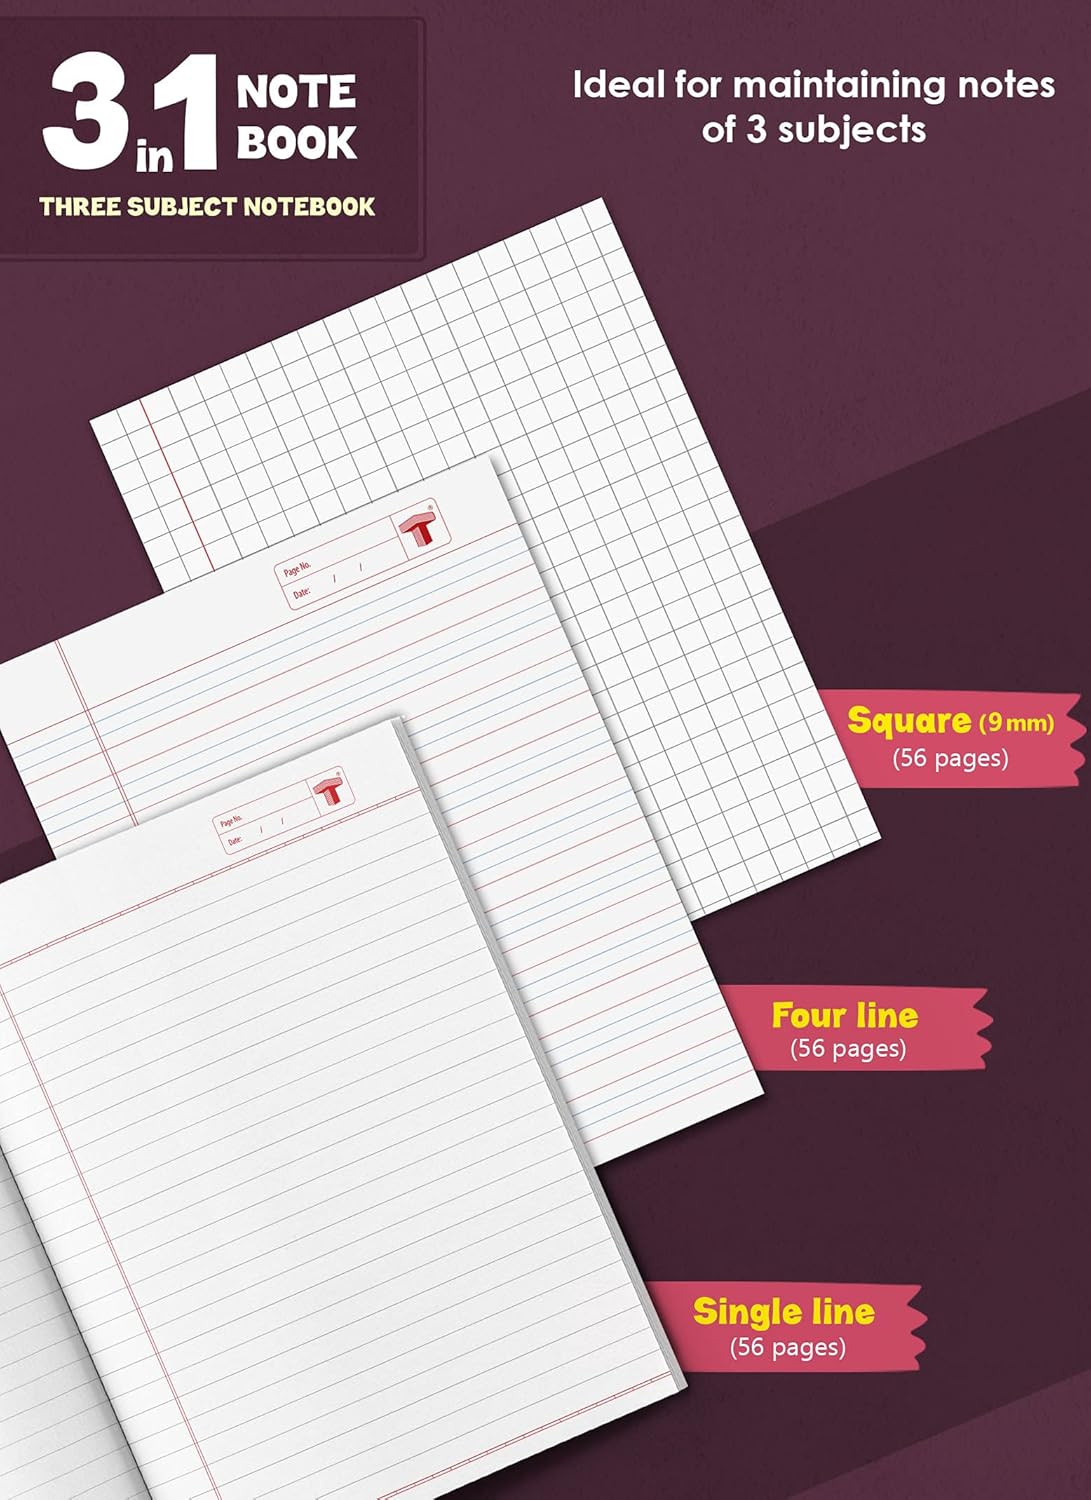 3 in 1 NOTE
BOOK
THREE SUBJECT NOTEBOOK
Ideal for maintaining notes
of 3 subjects
Page No.
Date: / /
T
®
Square (9 mm)
(56 pages)
Page No.
Date: / /
T
®
Four line
(56 pages)
Single line
(56 pages)